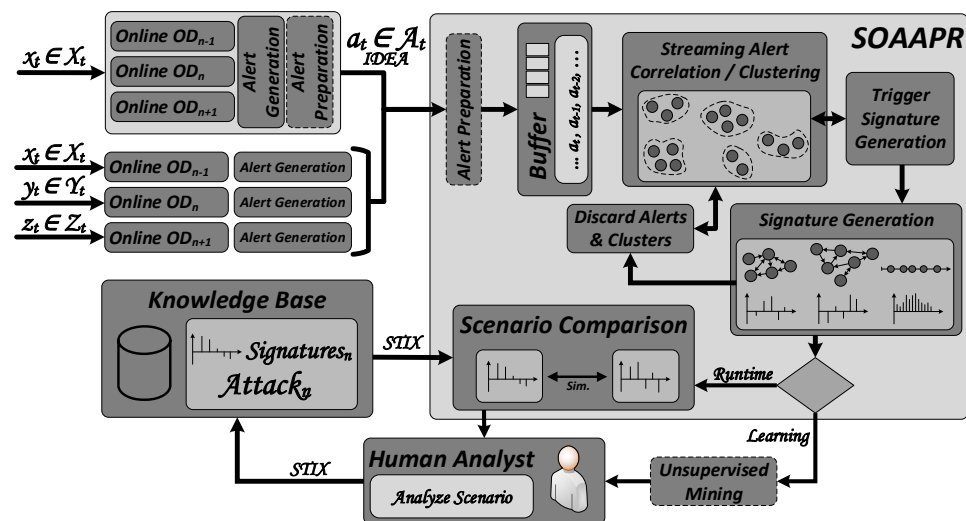 x_t ∈ X_t
Online OD_n-1
Online OD_n
Online OD_n+1
Alert Generation
Alert Preparation
a_t ∈ A_t
IDEA
x_t ∈ X_t
Online OD_n-1
Alert Generation
y_t ∈ Y_t
Online OD_n
Alert Generation
z_t ∈ Z_t
Online OD_n+1
Alert Generation
SOAAPR
Alert Preparation
Buffer
... a_t, a_t-1, a_t-2, ...
Streaming Alert
Correlation / Clustering
Trigger
Signature
Generation
Discard Alerts
& Clusters
Signature Generation
Knowledge Base
Signatures_n
Attack_n
STIX
Scenario Comparison
Sim.
Runtime
Learning
Human Analyst
Analyze Scenario
STIX
Unsupervised
Mining